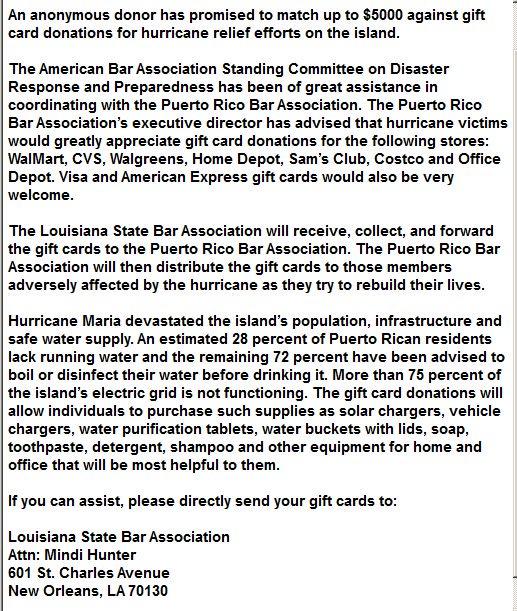 An anonymous donor has promised to match up to $5000 against gift
card donations for hurricane relief efforts on the island.
The American Bar Association Standing Committee on Disaster
Response and Preparedness has been of great assistance in
coordinating with the Puerto Rico Bar Association. The Puerto Rico
Bar Association's executive director has advised that hurricane victims
would greatly appreciate gift card donations for the following stores:
WalMart, CVS, Walgreens, Home Depot, Sam's Club, Costco and Office
Depot. Visa and American Express gift cards would also be very
welcome.
The Louisiana State Bar Association will receive, collect, and forward
the gift cards to the Puerto Rico Bar Association. The Puerto Rico Bar
Association will then distribute the gift cards to those members
adversely affected by the hurricane as they try to rebuild their lives.
Hurricane Maria devastated the island's population, infrastructure and
safe water supply. An estimated 28 percent of Puerto Rican residents
lack running water and the remaining 72 percent have been advised to
boil or disinfect their water before drinking it. More than 75 percent of
the island's electric grid is not functioning. The gift card donations will
allow individuals to purchase such supplies as solar chargers, vehicle
chargers, water purification tablets, water buckets with lids, soap,
toothpaste, detergent, shampoo and other equipment for home and
office that will be most helpful to them.
If you can assist, please directly send your gift cards to:
Louisiana State Bar Association
Attn: Mindi Hunter
601 St. Charles Avenue
New Orleans, LA 70130